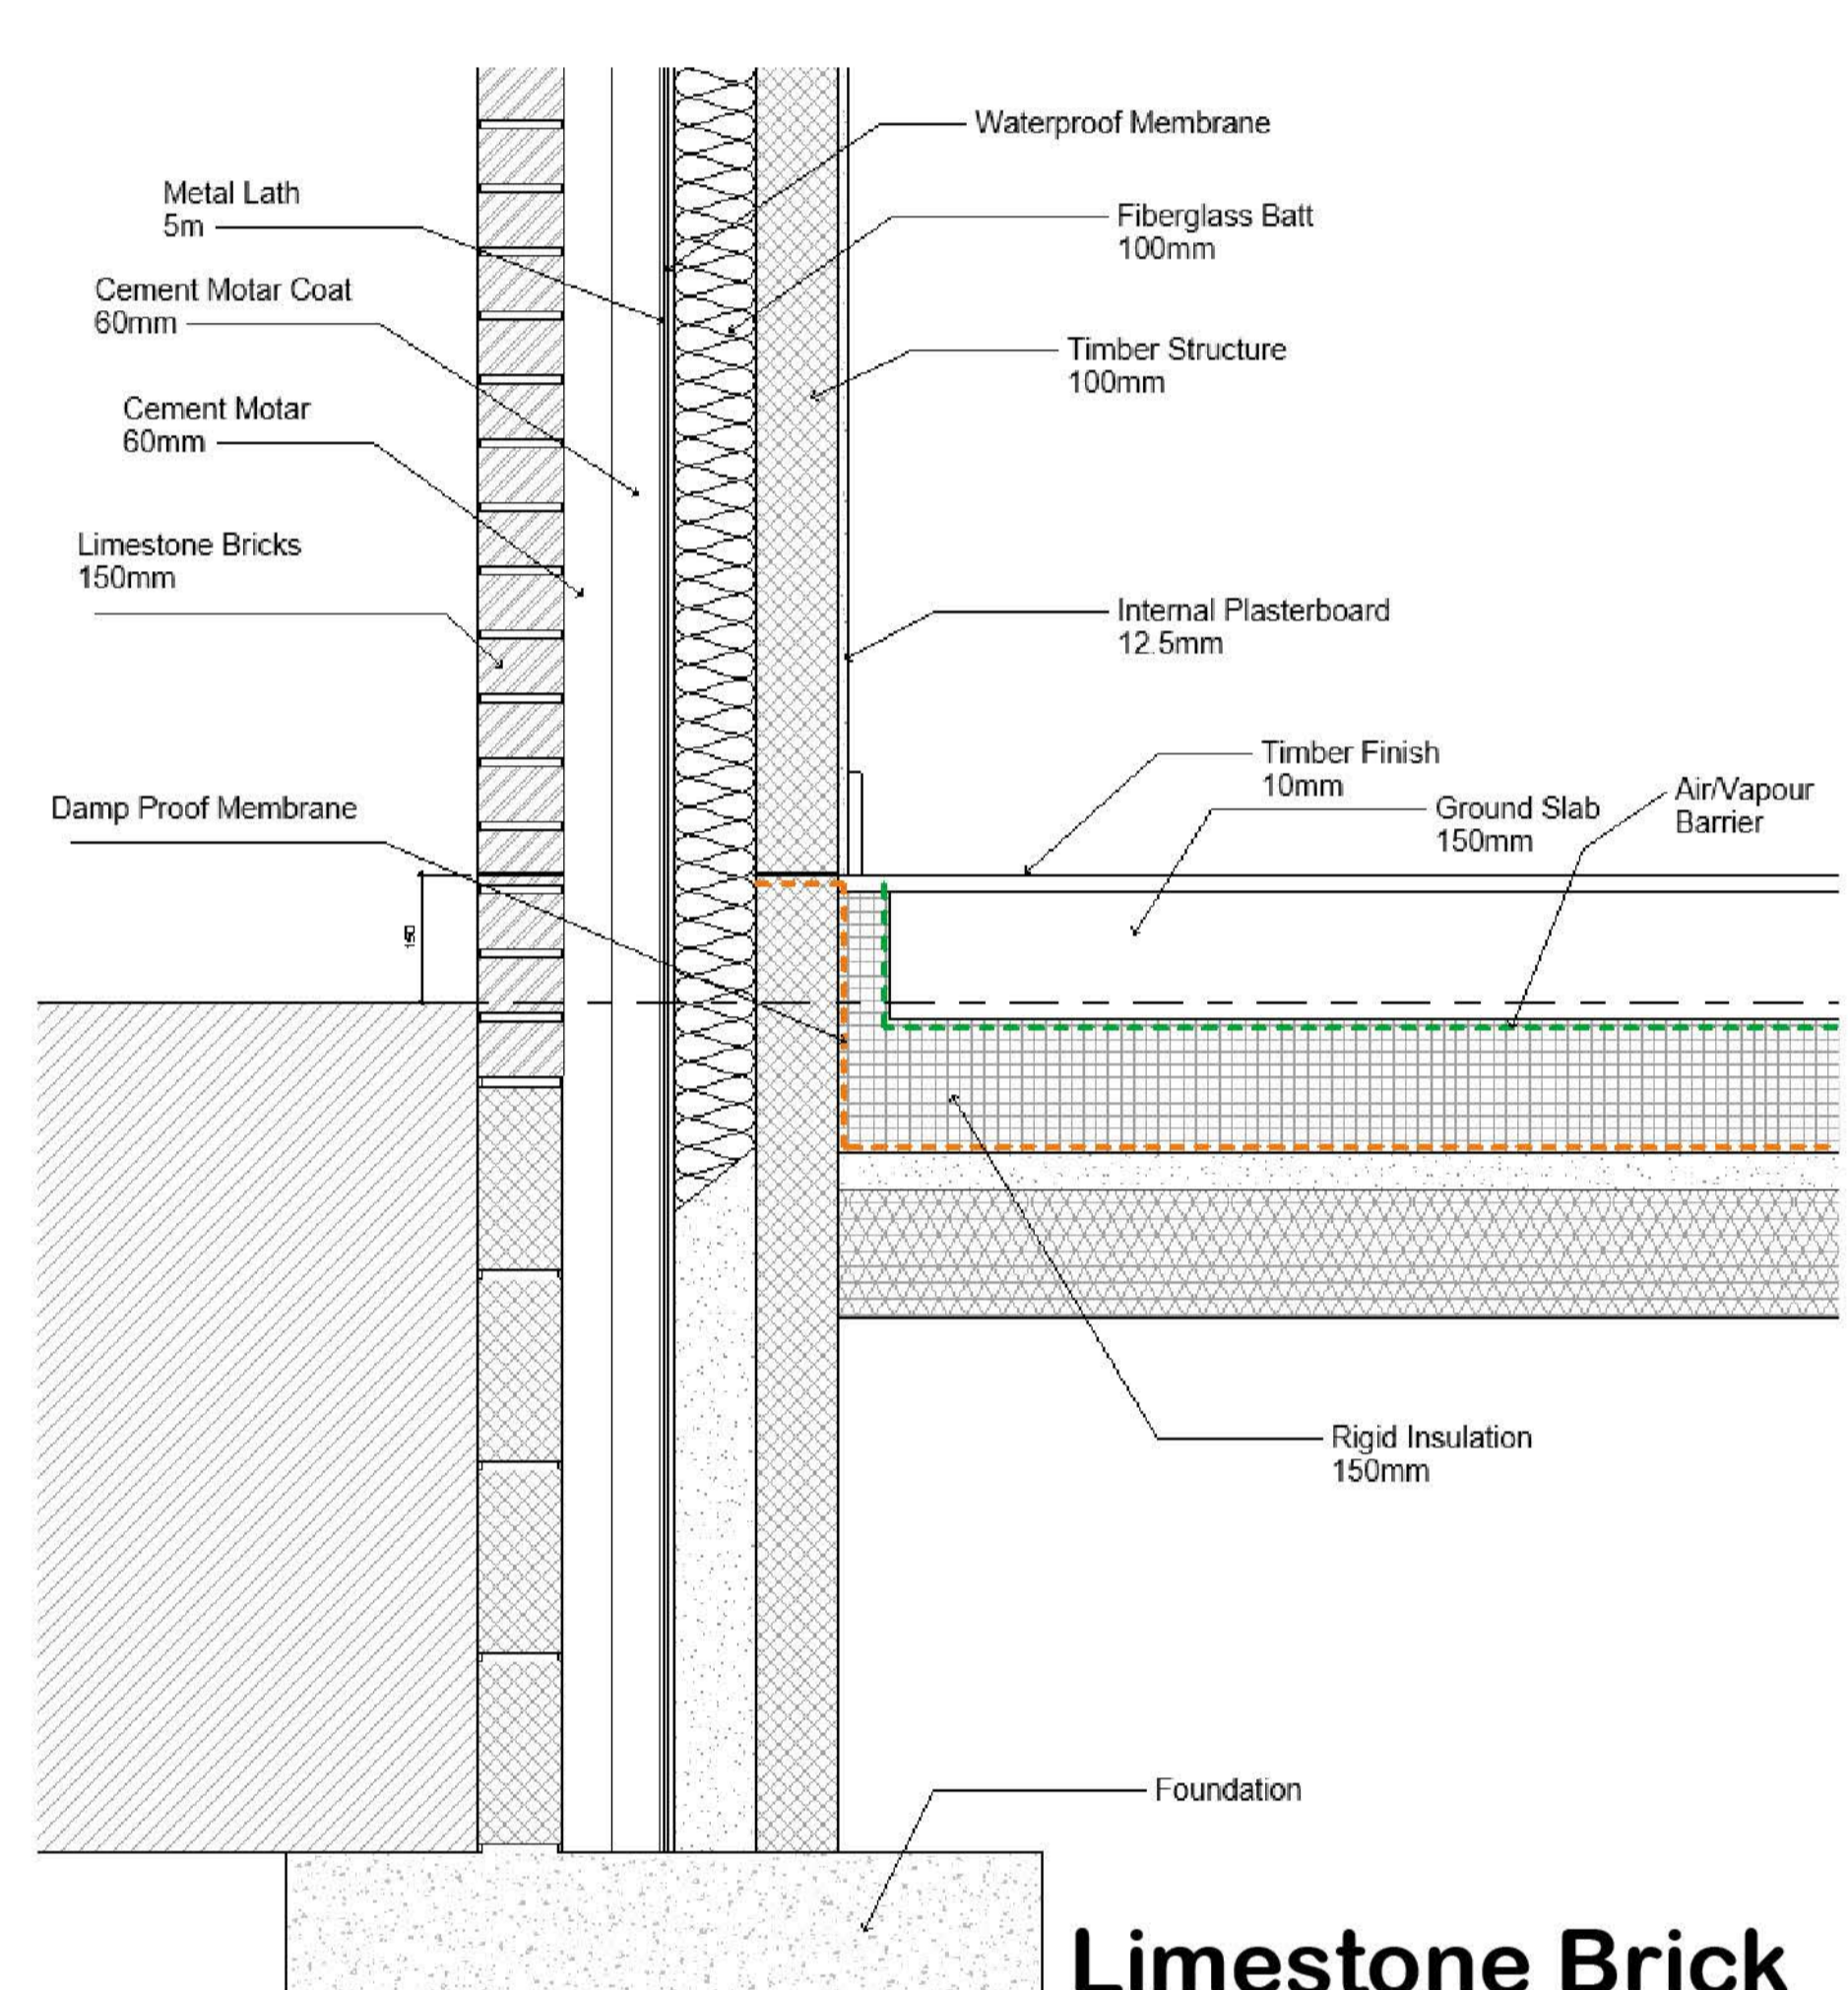 Waterproof Membrane
Metal Lath
5m
Fiberglass Batt
100mm
Cement Motar Coat
60mm
Timber Structure
100mm
Cement Motar
60mm
Limestone Bricks
150mm
Internal Plasterboard
12.5mm
Timber Finish
10mm
Air/Vapour
Barrier
Ground Slab
150mm
Damp Proof Membrane
150
Rigid Insulation
150mm
Foundation
Limestone Brick